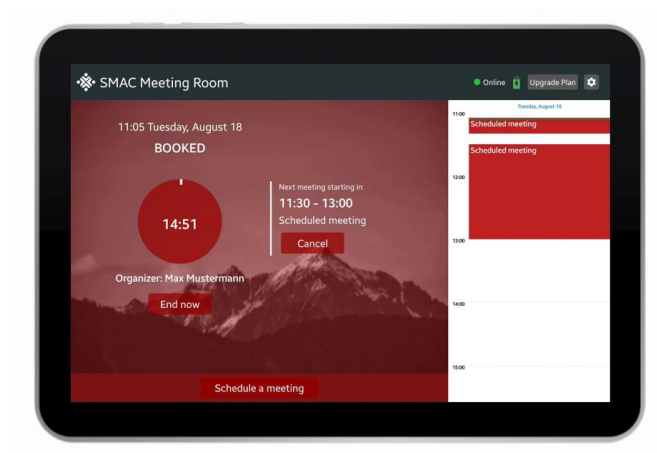 SMAC Meeting Room
Online
Upgrade Plan
11:05 Tuesday, August 18
BOOKED
14:51
Organizer: Max Mustermann
End now
Next meeting starting in
11:30 - 13:00
Scheduled meeting
Cancel
Schedule a meeting
Tuesday, August 18
11:00
Scheduled meeting
Scheduled meeting
12:00
13:00
14:00
15:00